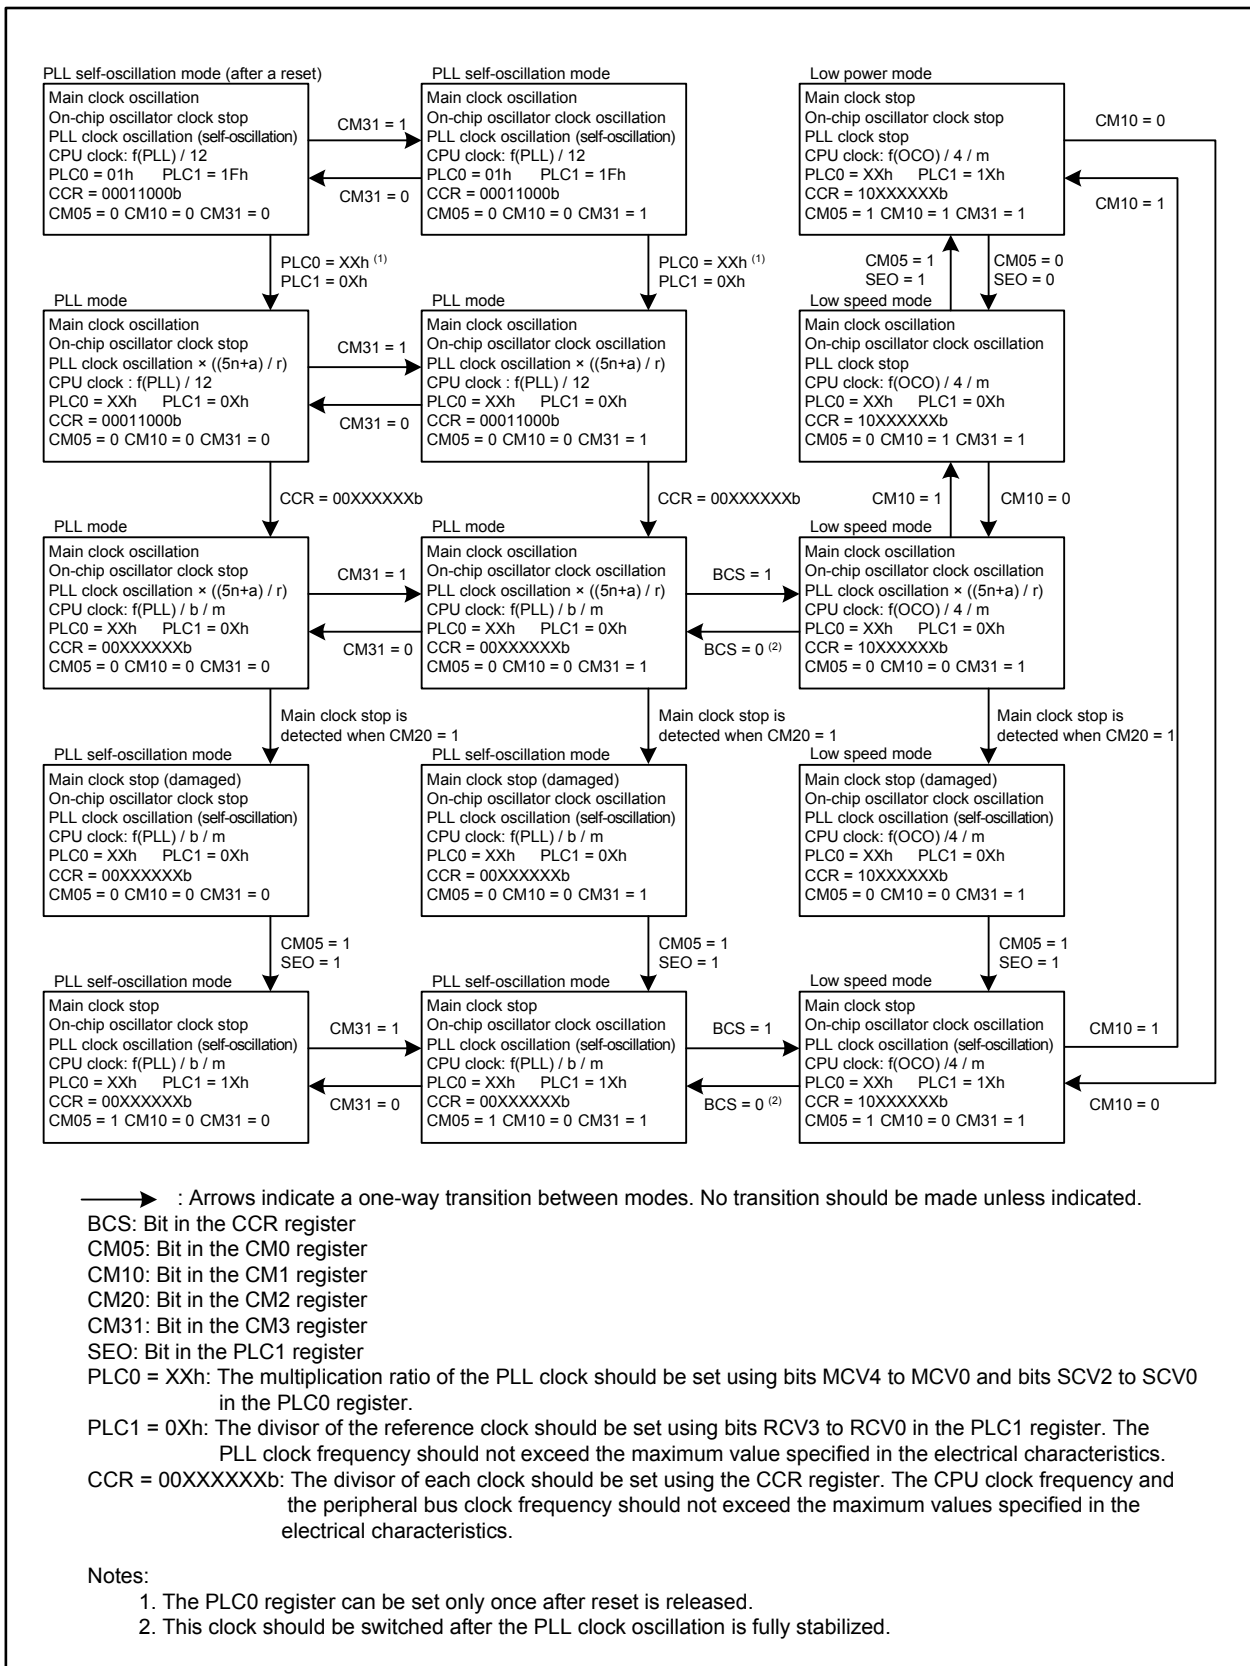 PLL self-oscillation mode (after a reset)
Main clock oscillation
On-chip oscillator clock stop
PLL clock oscillation (self-oscillation)
CPU clock: f(PLL) / 12
PLC0 = 01h PLC1 = 1Fh
CCR = 00011000b
CM05 = 0 CM10 = 0 CM31 = 0
CM31 = 1
CM31 = 0
PLL self-oscillation mode
Main clock oscillation
On-chip oscillator clock oscillation
PLL clock oscillation (self-oscillation)
CPU clock: f(PLL) / 12
PLC0 = 01h PLC1 = 1Fh
CCR = 00011000b
CM05 = 0 CM10 = 0 CM31 = 1
Low power mode
Main clock stop
On-chip oscillator clock stop
PLL clock stop
CPU clock: f(OCO) / 4 / m
PLC0 = XXh PLC1 = 1Xh
CCR = 10XXXXXXb
CM05 = 1 CM10 = 1 CM31 = 1
CM10 = 0
CM10 = 1
PLC0 = XXh (1)
PLC1 = 0Xh
PLC0 = XXh (1)
PLC1 = 0Xh
CM05 = 1
SEO = 1
CM05 = 0
SEO = 0
PLL mode
Main clock oscillation
On-chip oscillator clock stop
PLL clock oscillation × ((5n+a) / r)
CPU clock : f(PLL) / 12
PLC0 = XXh PLC1 = 0Xh
CCR = 00011000b
CM05 = 0 CM10 = 0 CM31 = 0
CM31 = 1
CM31 = 0
PLL mode
Main clock oscillation
On-chip oscillator clock oscillation
PLL clock oscillation × ((5n+a) / r)
CPU clock : f(PLL) / 12
PLC0 = XXh PLC1 = 0Xh
CCR = 00011000b
CM05 = 0 CM10 = 0 CM31 = 1
Low speed mode
Main clock oscillation
On-chip oscillator clock oscillation
PLL clock stop
CPU clock: f(OCO) / 4 / m
PLC0 = XXh PLC1 = 0Xh
CCR = 10XXXXXXb
CM05 = 0 CM10 = 1 CM31 = 1
CCR = 00XXXXXXb
CCR = 00XXXXXXb
CM10 = 1
CM10 = 0
PLL mode
Main clock oscillation
On-chip oscillator clock stop
PLL clock oscillation × ((5n+a) / r)
CPU clock: f(PLL) / b / m
PLC0 = XXh PLC1 = 0Xh
CCR = 00XXXXXXb
CM05 = 0 CM10 = 0 CM31 = 0
CM31 = 1
CM31 = 0
PLL mode
Main clock oscillation
On-chip oscillator clock oscillation
PLL clock oscillation × ((5n+a) / r)
CPU clock: f(PLL) / b / m
PLC0 = XXh PLC1 = 0Xh
CCR = 00XXXXXXb
CM05 = 0 CM10 = 0 CM31 = 1
BCS = 1
BCS = 0 (2)
Low speed mode
Main clock oscillation
On-chip oscillator clock oscillation
PLL clock oscillation × ((5n+a) / r)
CPU clock: f(OCO) / 4 / m
PLC0 = XXh PLC1 = 0Xh
CCR = 10XXXXXXb
CM05 = 0 CM10 = 0 CM31 = 1
Main clock stop is
detected when CM20 = 1
Main clock stop is
detected when CM20 = 1
Main clock stop is
detected when CM20 = 1
PLL self-oscillation mode
Main clock stop (damaged)
On-chip oscillator clock stop
PLL clock oscillation (self-oscillation)
CPU clock: f(PLL) / b / m
PLC0 = XXh PLC1 = 0Xh
CCR = 00XXXXXXb
CM05 = 0 CM10 = 0 CM31 = 0
PLL self-oscillation mode
Main clock stop (damaged)
On-chip oscillator clock oscillation
PLL clock oscillation (self-oscillation)
CPU clock: f(PLL) / b / m
PLC0 = XXh PLC1 = 0Xh
CCR = 00XXXXXXb
CM05 = 0 CM10 = 0 CM31 = 1
Low speed mode
Main clock stop (damaged)
On-chip oscillator clock oscillation
PLL clock oscillation (self-oscillation)
CPU clock: f(OCO) /4 / m
PLC0 = XXh PLC1 = 0Xh
CCR = 10XXXXXXb
CM05 = 0 CM10 = 0 CM31 = 1
CM05 = 1
SEO = 1
CM05 = 1
SEO = 1
CM05 = 1
SEO = 1
PLL self-oscillation mode
Main clock stop
On-chip oscillator clock stop
PLL clock oscillation (self-oscillation)
CPU clock: f(PLL) / b / m
PLC0 = XXh PLC1 = 1Xh
CCR = 00XXXXXXb
CM05 = 1 CM10 = 0 CM31 = 0
CM31 = 1
CM31 = 0
PLL self-oscillation mode
Main clock stop
On-chip oscillator clock oscillation
PLL clock oscillation (self-oscillation)
CPU clock: f(PLL) / b / m
PLC0 = XXh PLC1 = 1Xh
CCR = 00XXXXXXb
CM05 = 1 CM10 = 0 CM31 = 1
BCS = 1
BCS = 0 (2)
Low speed mode
Main clock stop
On-chip oscillator clock oscillation
PLL clock oscillation (self-oscillation)
CPU clock: f(OCO) /4 / m
PLC0 = XXh PLC1 = 1Xh
CCR = 10XXXXXXb
CM05 = 1 CM10 = 0 CM31 = 1
CM10 = 1
CM10 = 0
: Arrows indicate a one-way transition between modes. No transition should be made unless indicated.
BCS: Bit in the CCR register
CM05: Bit in the CM0 register
CM10: Bit in the CM1 register
CM20: Bit in the CM2 register
CM31: Bit in the CM3 register
SEO: Bit in the PLC1 register
PLC0 = XXh: The multiplication ratio of the PLL clock should be set using bits MCV4 to MCV0 and bits SCV2 to SCV0
in the PLC0 register.
PLC1 = 0Xh: The divisor of the reference clock should be set using bits RCV3 to RCV0 in the PLC1 register. The
PLL clock frequency should not exceed the maximum value specified in the electrical characteristics.
CCR = 00XXXXXXb: The divisor of each clock should be set using the CCR register. The CPU clock frequency and
the peripheral bus clock frequency should not exceed the maximum values specified in the
electrical characteristics.
Notes:
1. The PLC0 register can be set only once after reset is released.
2. This clock should be switched after the PLL clock oscillation is fully stabilized.